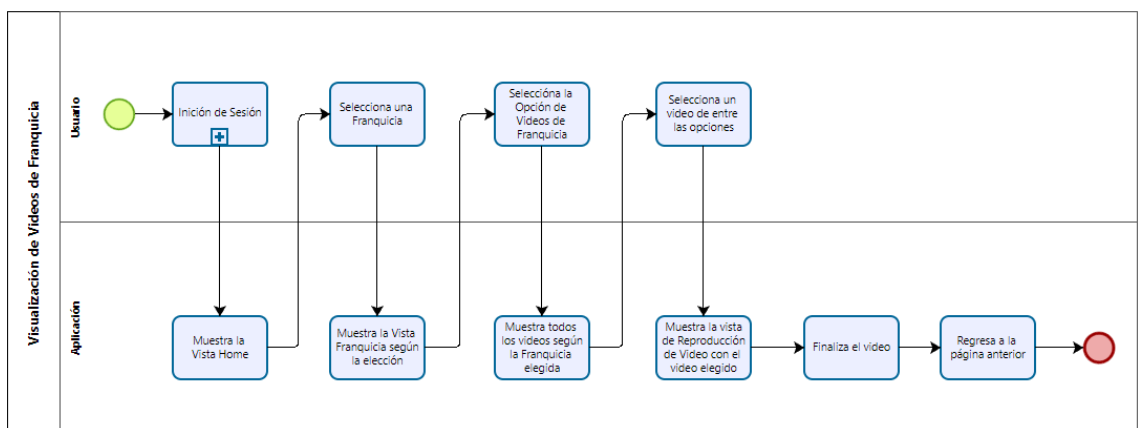 Visualización de Videos de Franquicia
Usuario
Inición de Sesión
Selecciona una
Franquicia
Seleccióna la
Opción de
Videos de
Franquicia
Selecciona un
video de entre
las opciones
Aplicación
Muestra la
Vista Home
Muestra la Vista
Franquicia según
la elección
Muestra todos
los videos según
la Franquicia
elegida
Muestra la vista
de Reproducción
de Video con el
video elegido
Finaliza el video
Regresa a la
página anterior